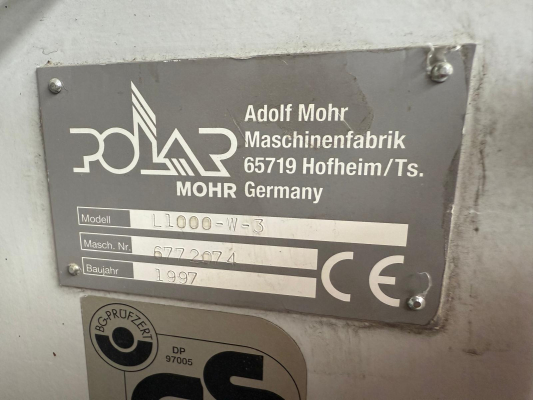 POLAR
MOHR
Adolf Mohr
Maschinenfabrik
65719 Hofheim/Ts.
Germany
Modell L1000-W-3
Masch. Nr. 6772074
Baujahr 1997
CE
BG-PRÜFZERT
DP
97005
GS